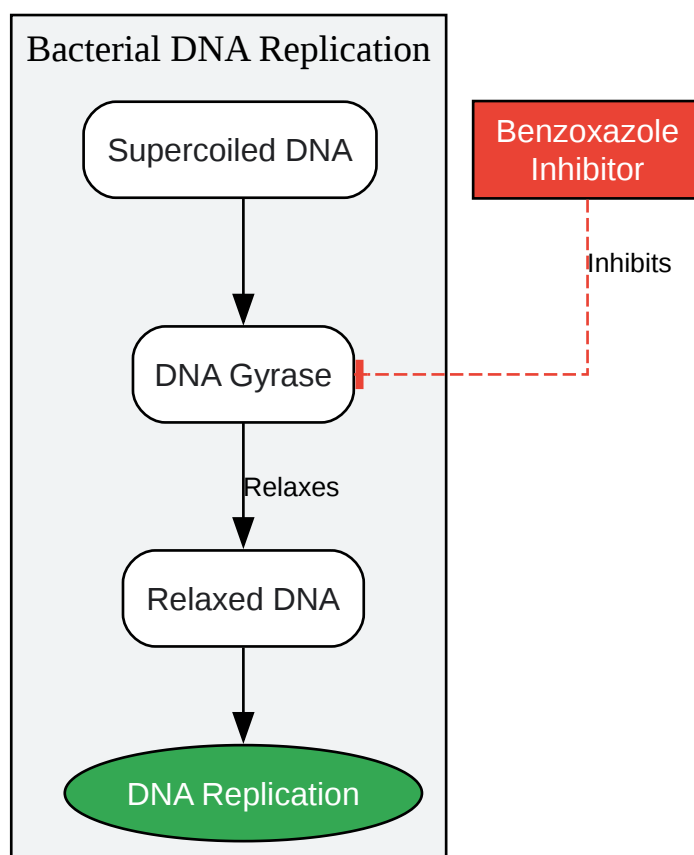 Bacterial DNA Replication
Supercoiled DNA
Benzoxazole
Inhibitor
Inhibits
DNA Gyrase
Relaxes
Relaxed DNA
DNA Replication